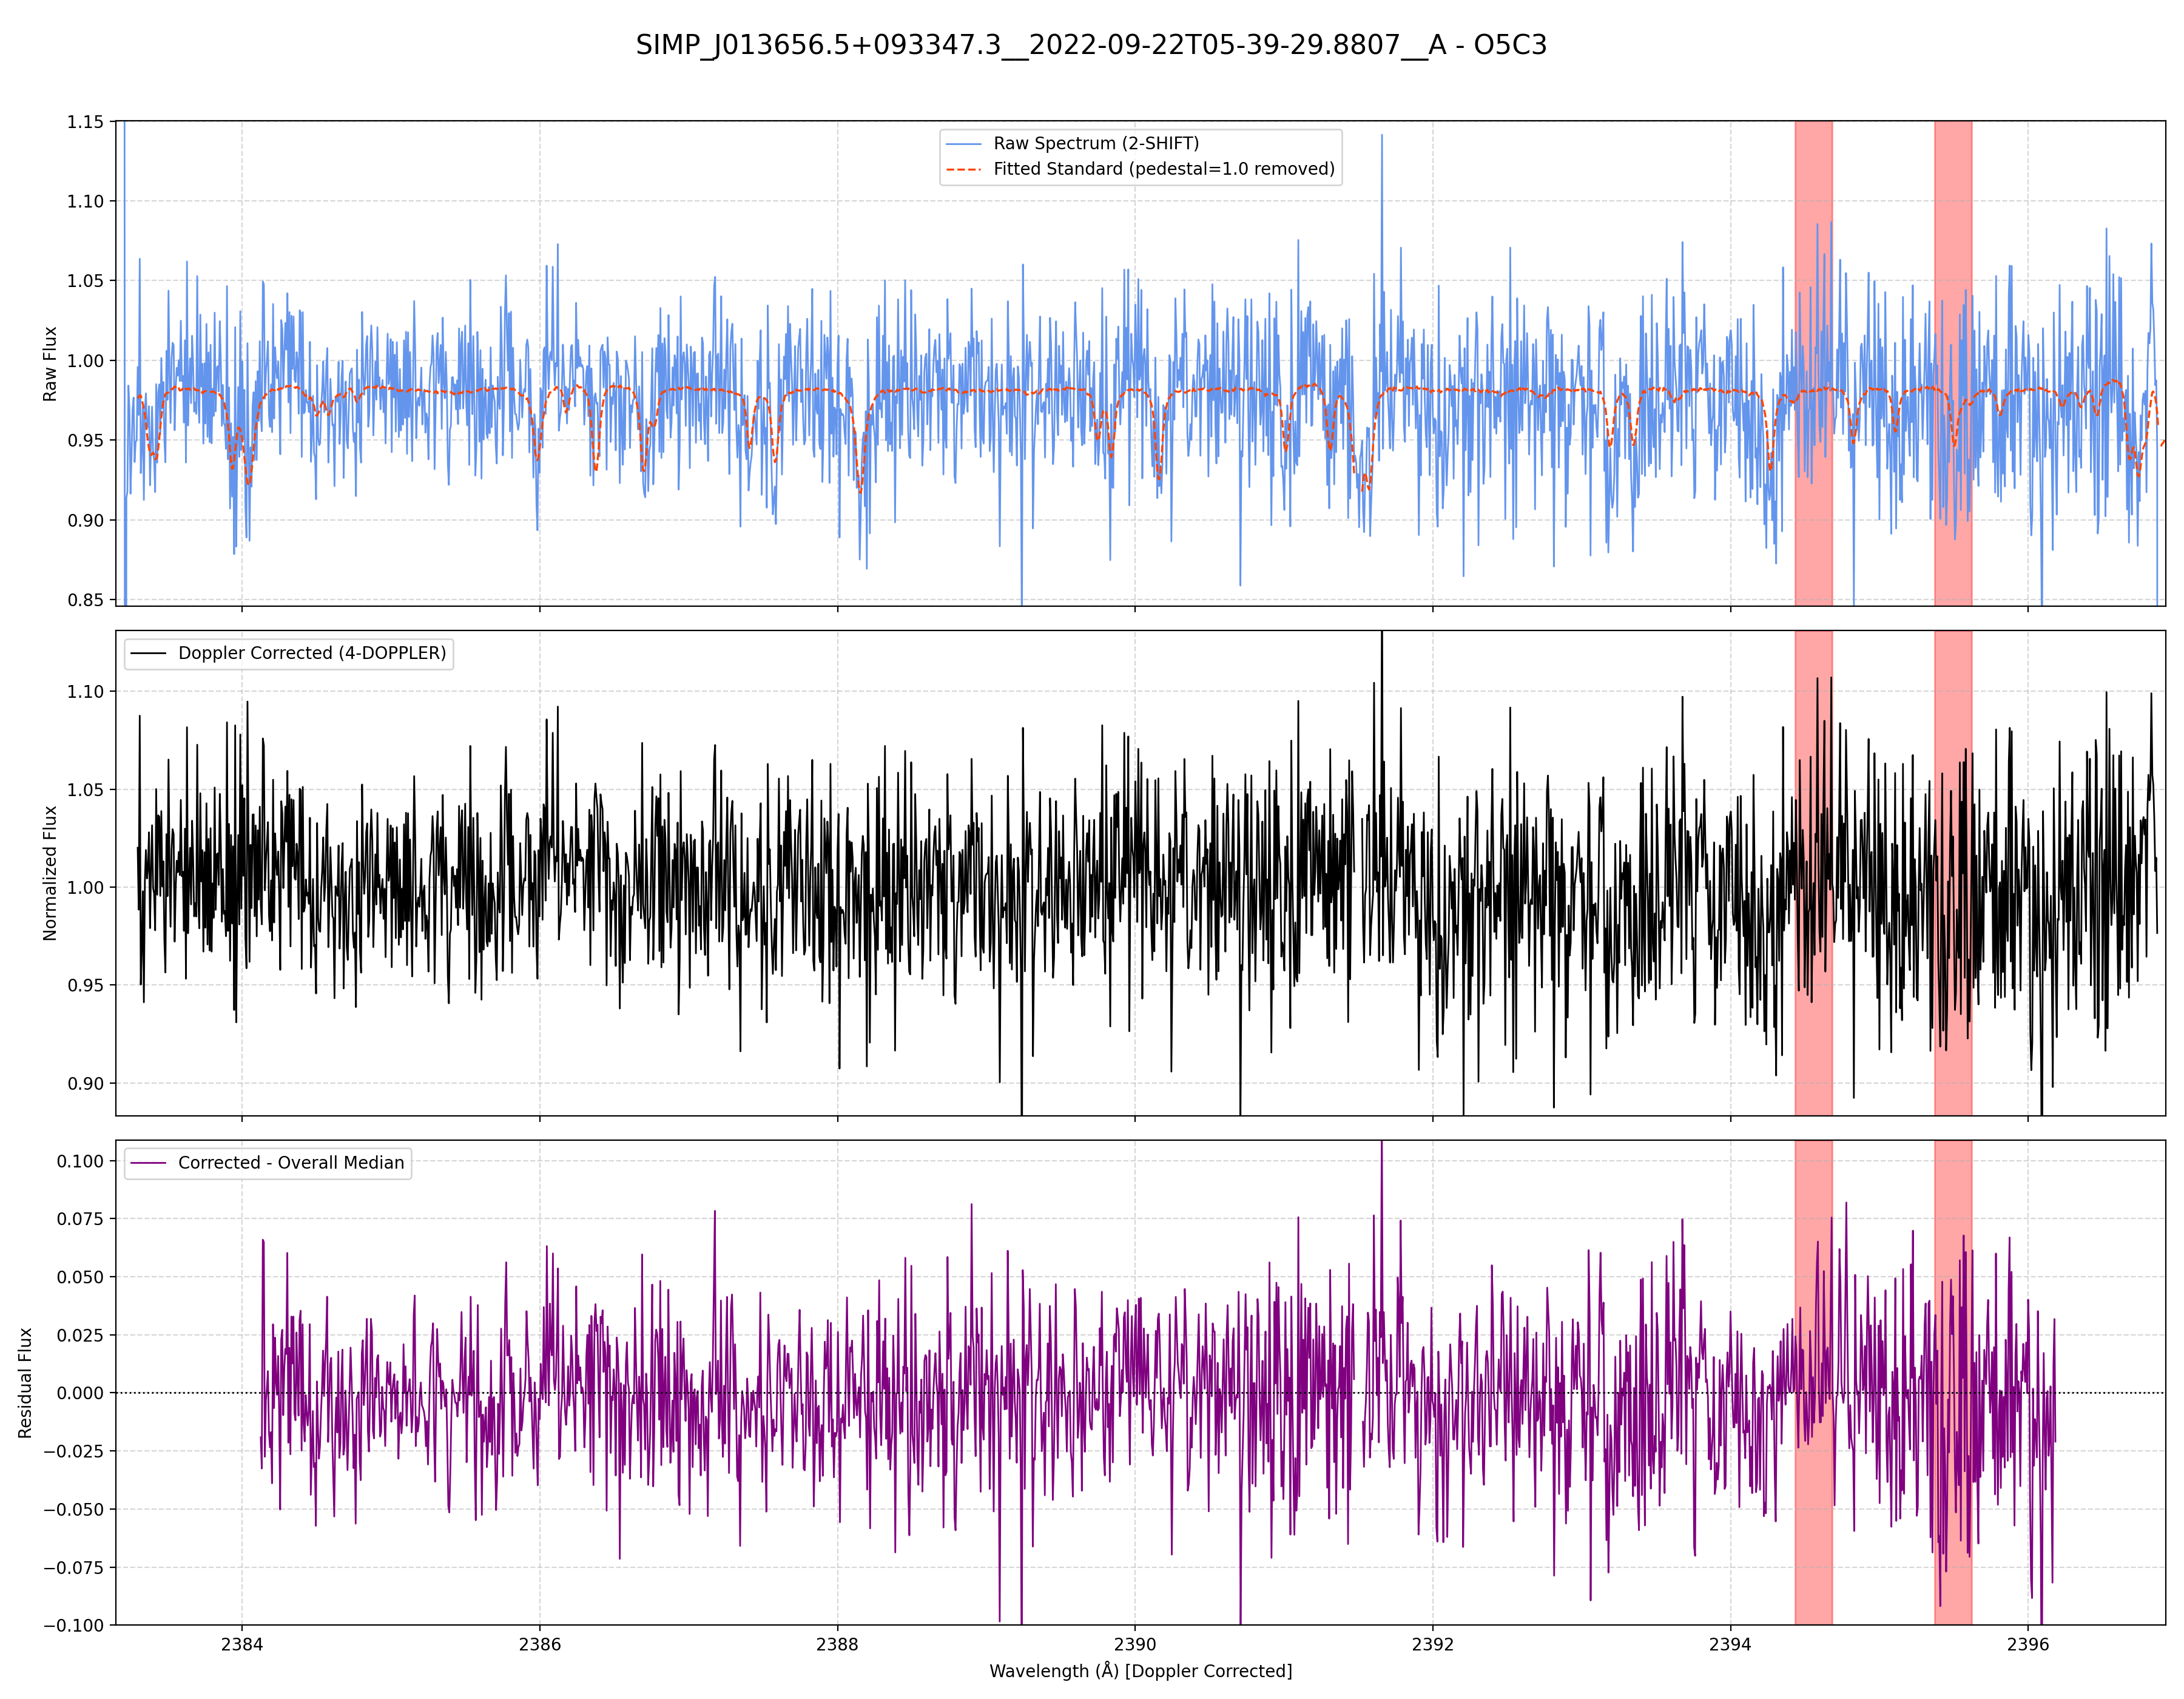 SIMP_J013656.5+093347.3__2022-09-22T05-39-29.8807__A - O5C3
Raw Flux
1.15
1.10
1.05
1.00
0.95
0.90
0.85
Raw Spectrum (2-SHIFT)
Fitted Standard (pedestal=1.0 removed)
Normalized Flux
1.10
1.05
1.00
0.95
0.90
Doppler Corrected (4-DOPPLER)
Residual Flux
0.100
0.075
0.050
0.025
0.000
−0.025
−0.050
−0.075
−0.100
Corrected - Overall Median
2384 2386 2388 2390 2392 2394 2396
Wavelength (Å) [Doppler Corrected]